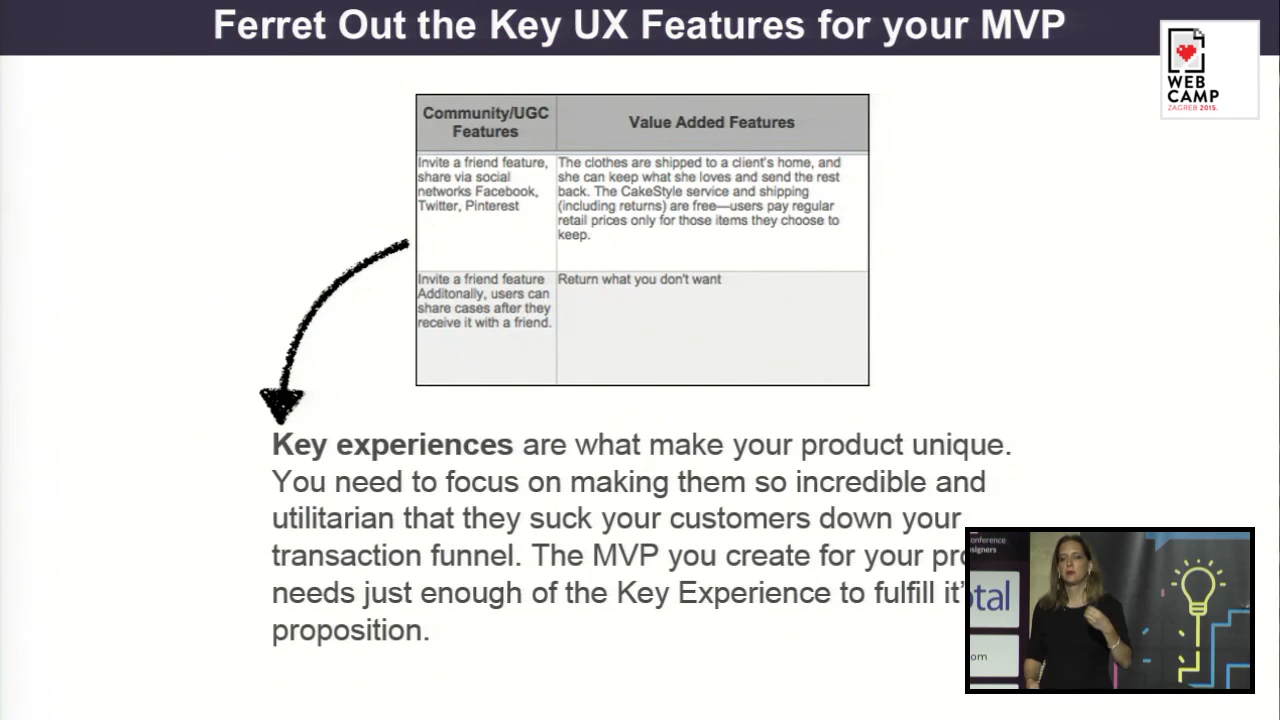 Ferret Out the Key UX Features for your MVP
WEB
CAMP
ZAGREB 2015.
Community/UGC
Features
Value Added Features
Invite a friend feature,
share via social
networks Facebook,
Twitter, Pinterest
The clothes are shipped to a client's home, and
she can keep what she loves and send the rest
back. The CakeStyle service and shipping
(including returns) are free—users pay regular
retail prices only for those items they choose to
keep.
Invite a friend feature
Additonally, users can
share cases after they
receive it with a friend.
Return what you don't want
Key experiences are what make your product unique.
You need to focus on making them so incredible and
utilitarian that they suck your customers down your
transaction funnel. The MVP you create for your
needs just enough of the Key Experience to fulfill it'
proposition.